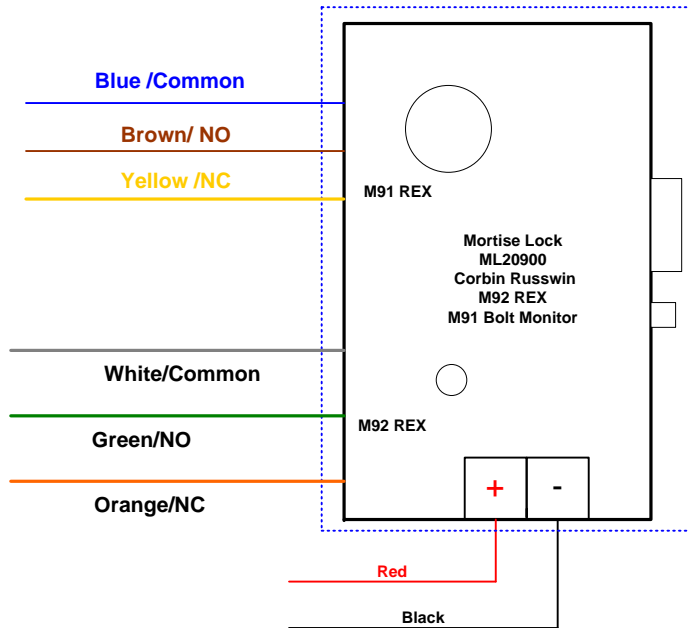 Blue /Common
Brown/ NO
Yellow /NC
M91 REX
Mortise Lock
ML20900
Corbin Russwin
M92 REX
M91 Bolt Monitor
White/Common
Green/NO
M92 REX
Orange/NC
+ -
Red
Black